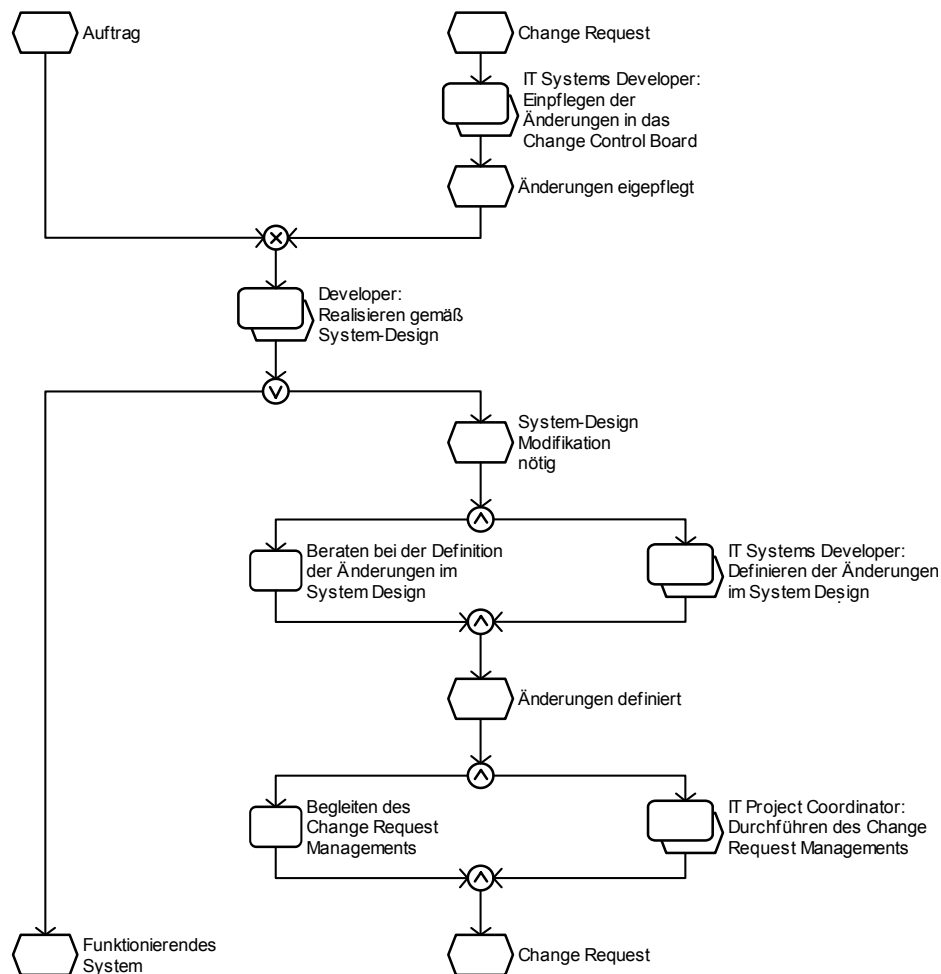 Auftrag
Change Request
IT Systems Developer:
Einpflegen der
Änderungen in das
Change Control Board
Änderungen eigepflegt
Developer:
Realisieren gemäß
System-Design
System-Design
Modifikation
nötig
Beraten bei der Definition
der Änderungen im
System Design
IT Systems Developer:
Definieren der Änderungen
im System Design
Änderungen definiert
Begleiten des
Change Request
Managements
IT Project Coordinator:
Durchführen des Change
Request Managements
Funktionierendes
System
Change Request